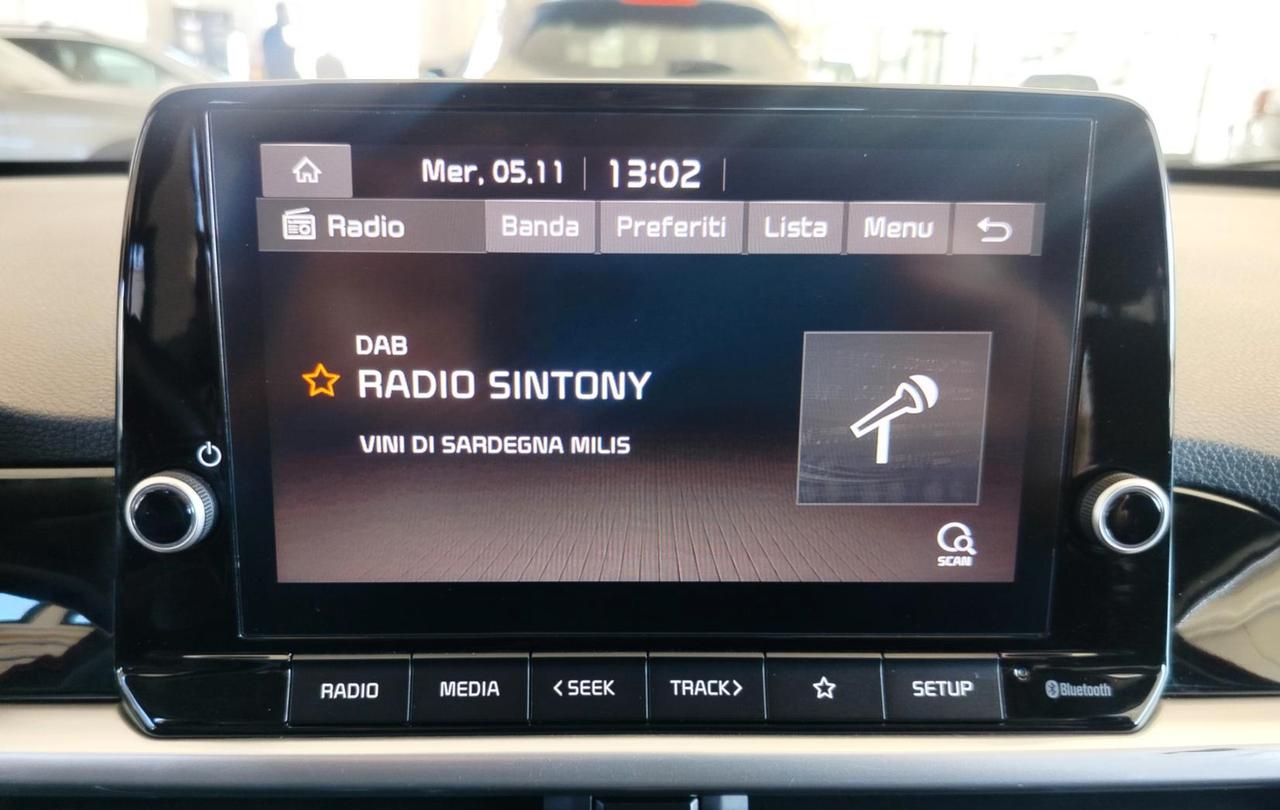 Mer, 05.11 13:02
Radio Banda Preferiti Lista Menu
DAB
RADIO SINTONY
VINI DI SARDEGNA MILIS
SCAN
RADIO MEDIA <SEEK TRACK> SETUP Bluetooth